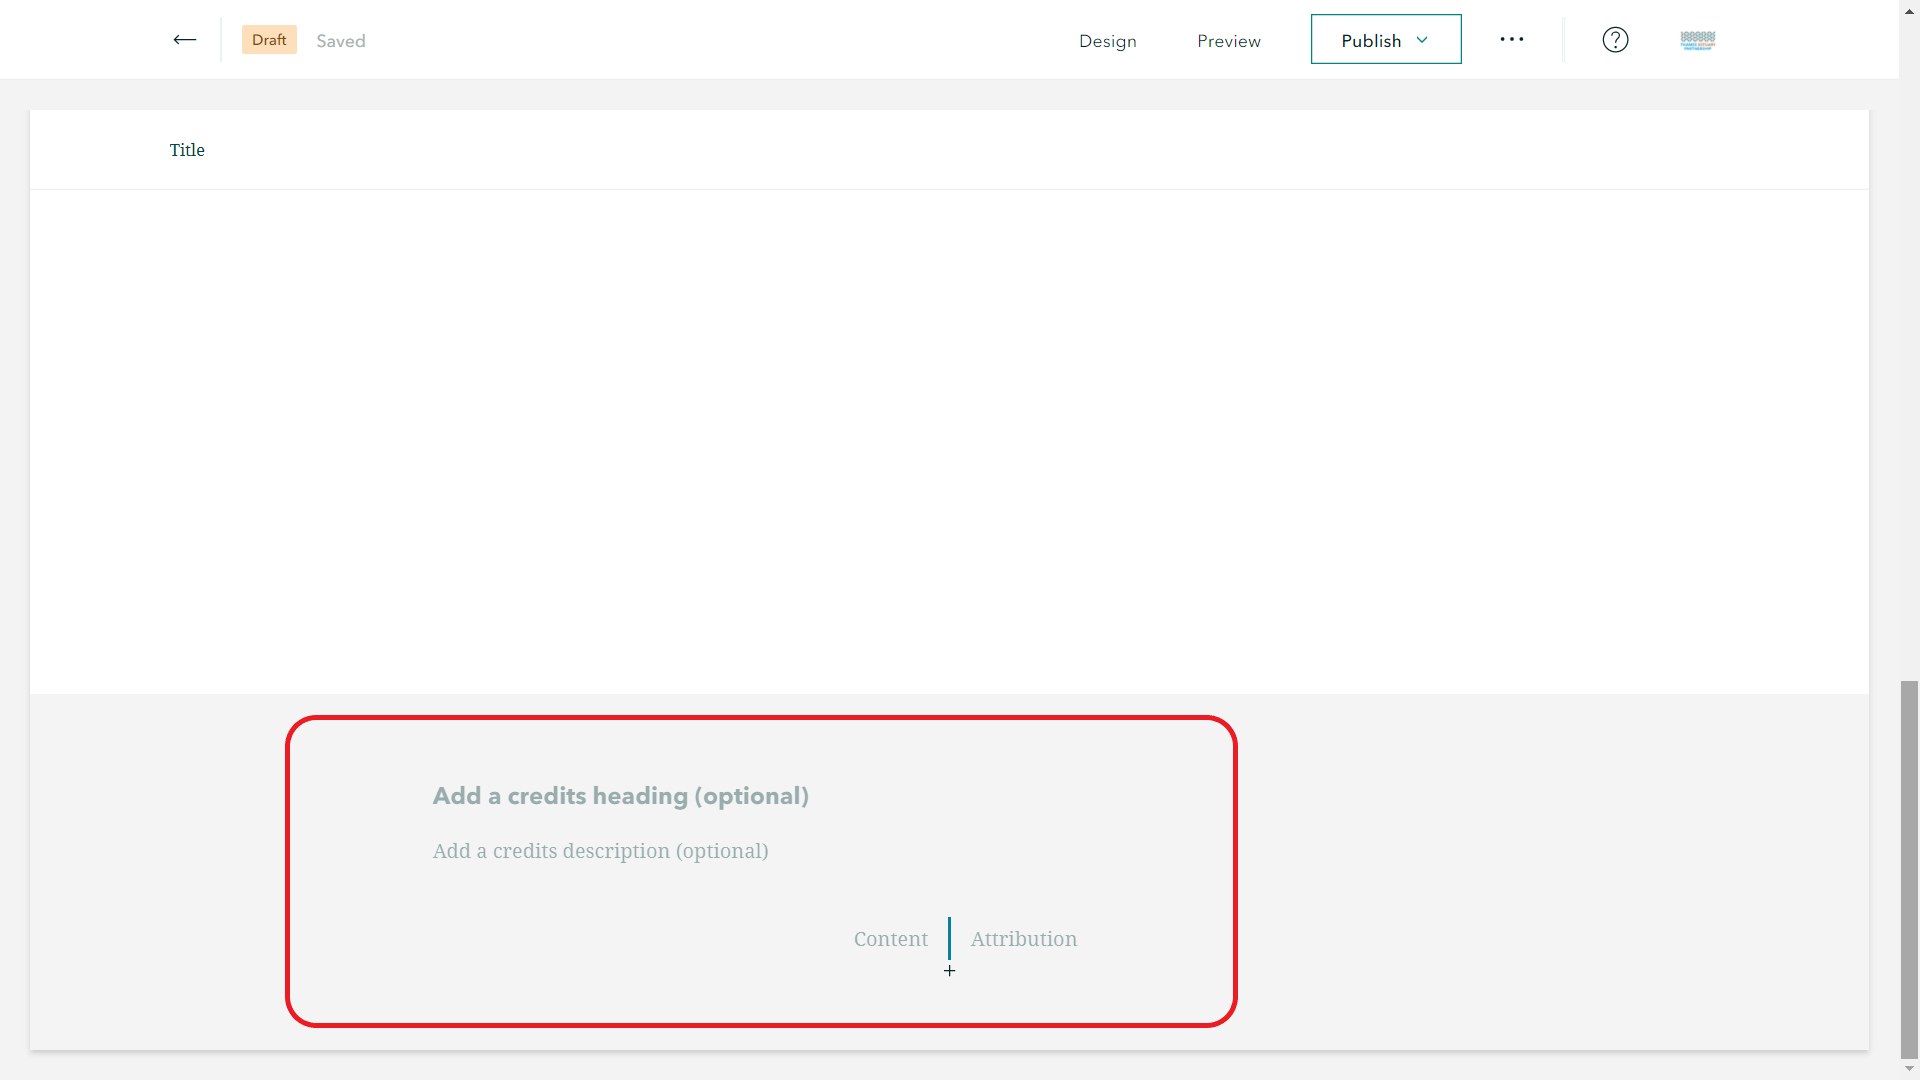 Draft Saved Design Preview Publish ?
Title
Add a credits heading (optional)
Add a credits description (optional)
Content Attribution
+